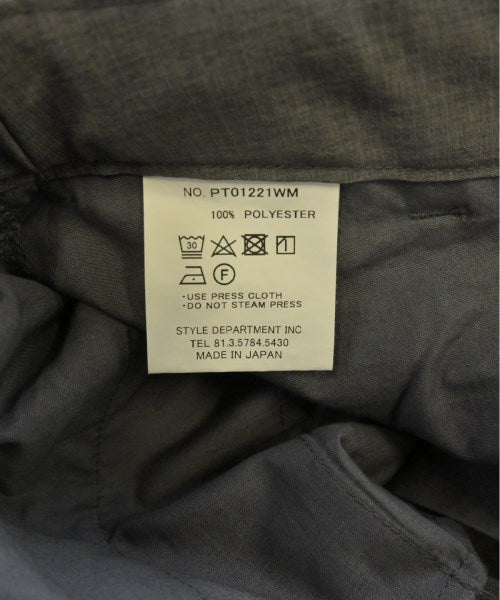 NO. PT01221WM
100% POLYESTER
30
F
·USE PRESS CLOTH
·DO NOT STEAM PRESS
STYLE DEPARTMENT INC
TEL 81.3.5784.5430
MADE IN JAPAN